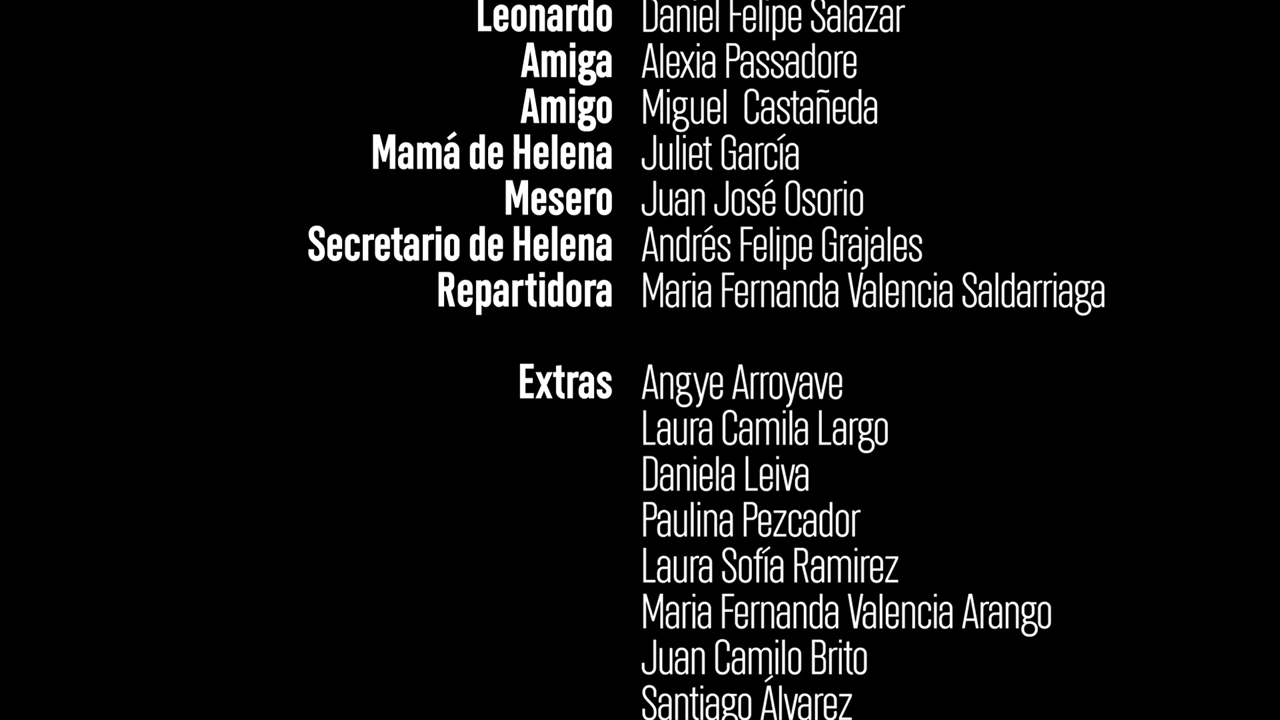 Leonardo Daniel Felipe Salazar
Amiga Alexia Passadore
Amigo Miguel Castañeda
Mamá de Helena Juliet García
Mesero Juan José Osorio
Secretario de Helena Andrés Felipe Grajales
Repartidora Maria Fernanda Valencia Saldarriaga
Extras Angye Arroyave
Laura Camila Largo
Daniela Leiva
Paulina Pezcador
Laura Sofía Ramirez
Maria Fernanda Valencia Arango
Juan Camilo Brito
Santiago Álvarez